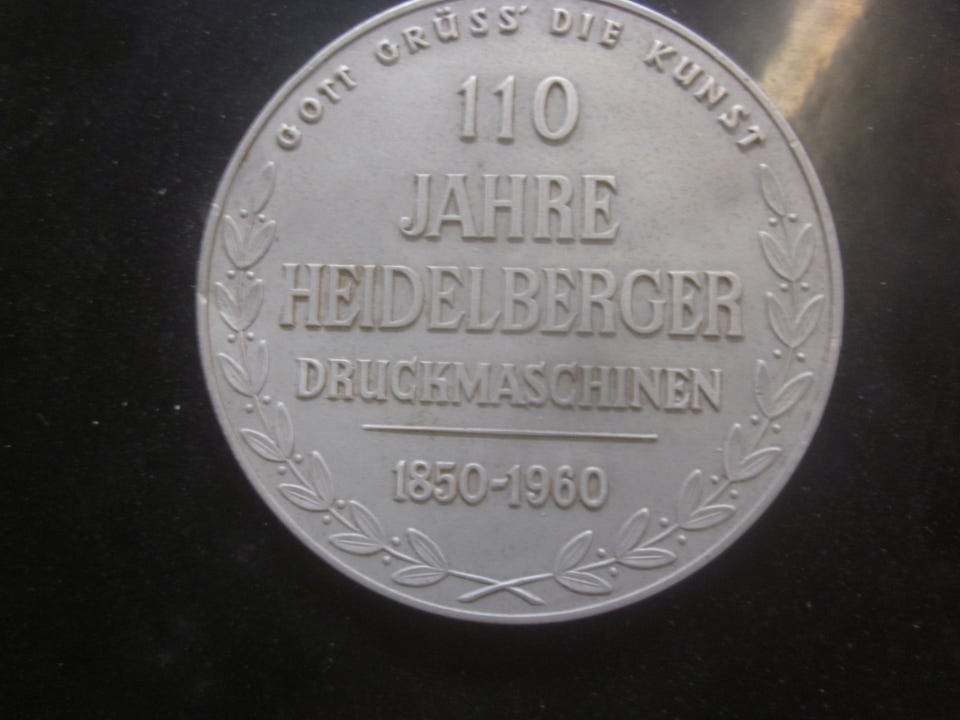 GOTT GRÜSS' DIE KUNST
110
JAHRE
HEIDELBERGER
DRUCKMASCHINEN
1850-1960